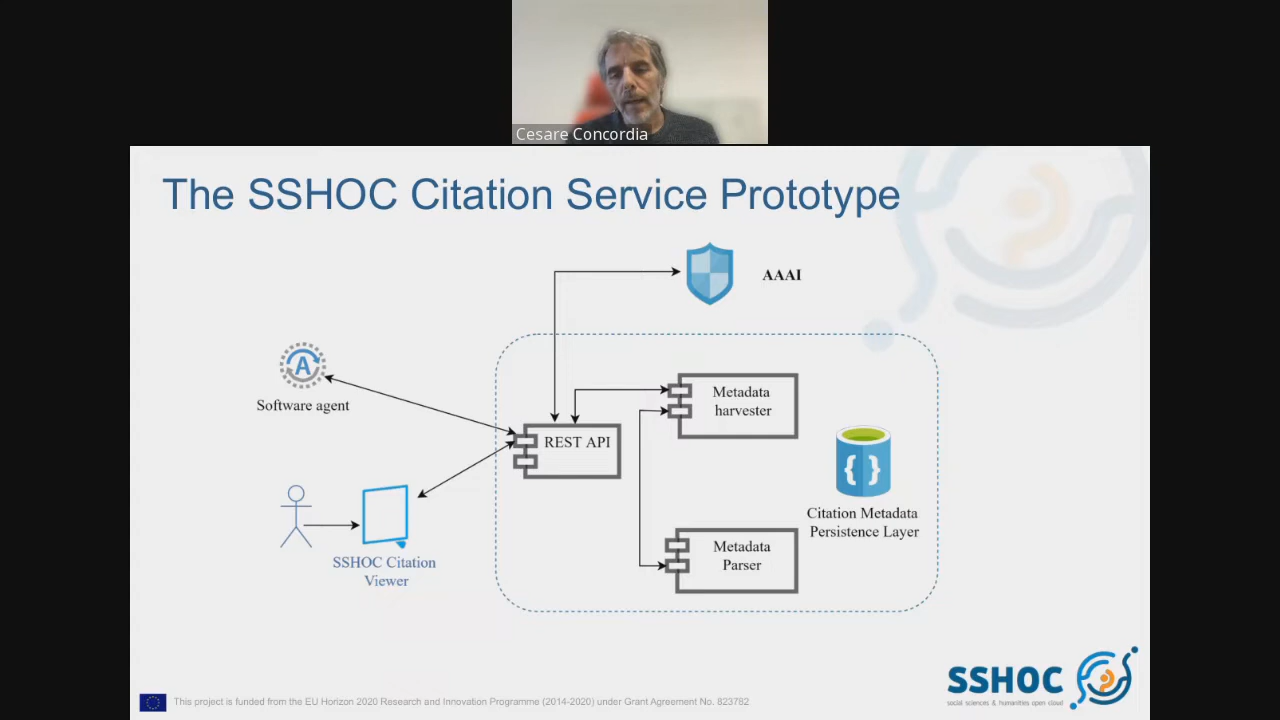 Cesare Concordia
The SSHOC Citation Service Prototype
AAAI
A
Software agent
Metadata
harvester
REST API
{ }
Citation Metadata
Persistence Layer
Metadata
Parser
SSHOC Citation
Viewer
SSHOC
social sciences & humanities open cloud
This project is funded from the EU Horizon 2020 Research and Innovation Programme (2014-2020) under Grant Agreement No. 823782